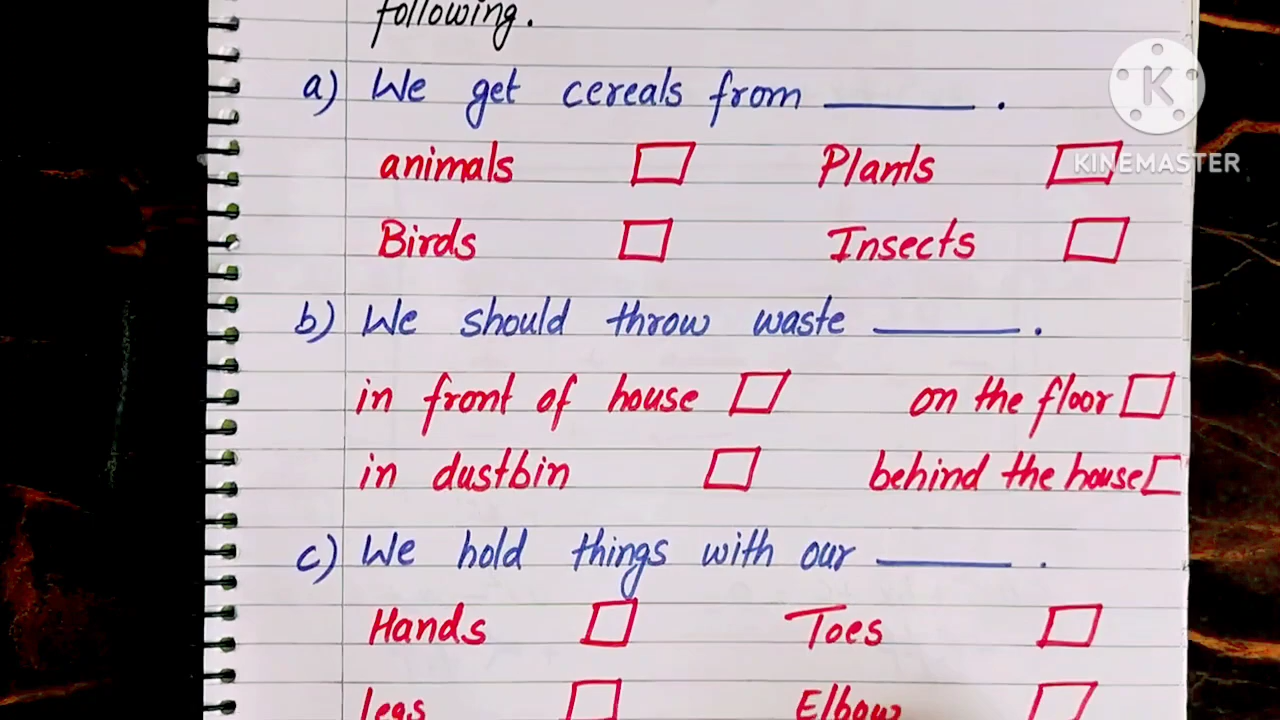 following.
a) We get cereals from ______ .
animals □ Plants □
Birds □ Insects □
b) We should throw waste ______ .
in front of house □ on the floor □
in dustbin □ behind the house □
c) We hold things with our ______ .
Hands □ Toes □
legs □ Elbow □
KINEMASTER